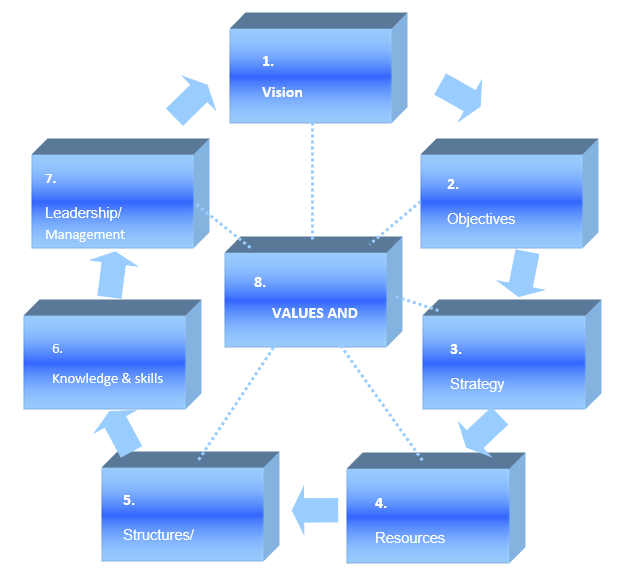 1.
Vision
2.
Objectives
3.
Strategy
4.
Resources
5.
Structures/
6.
Knowledge & skills
7.
Leadership/
Management
8.
VALUES AND